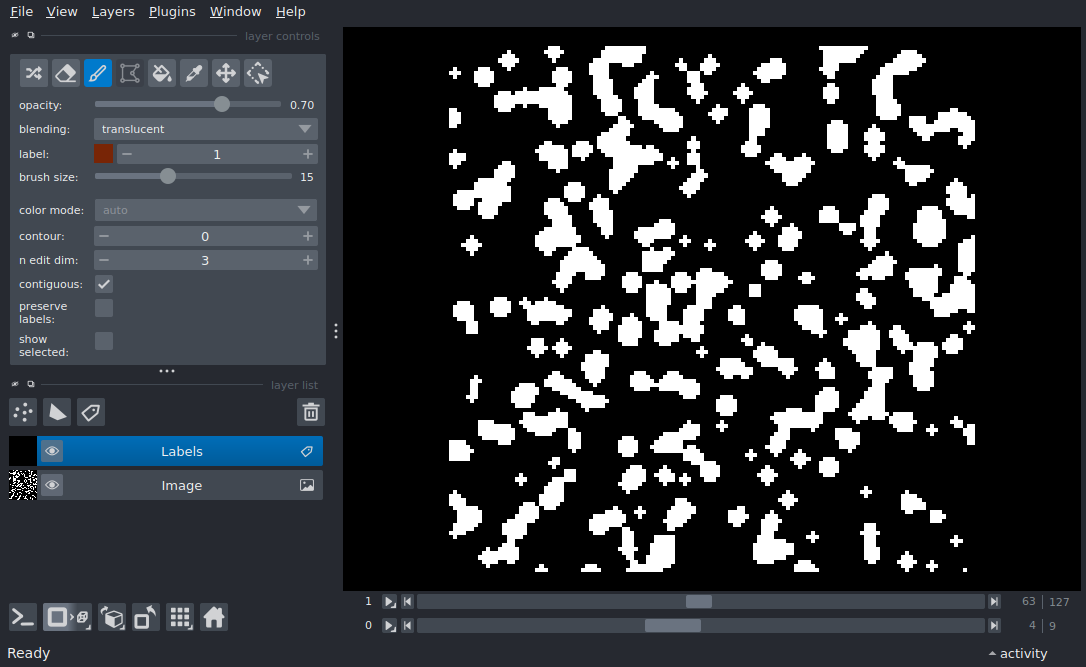 File View Layers Plugins Window Help
layer controls
opacity: 0.70
blending: translucent
label: 1
brush size: 15
color mode: auto
contour: 0
n edit dim: 3
contiguous:
preserve
labels:
show
selected:
layer list
Labels
Image
1 63 | 127
0 4 | 9
Ready activity